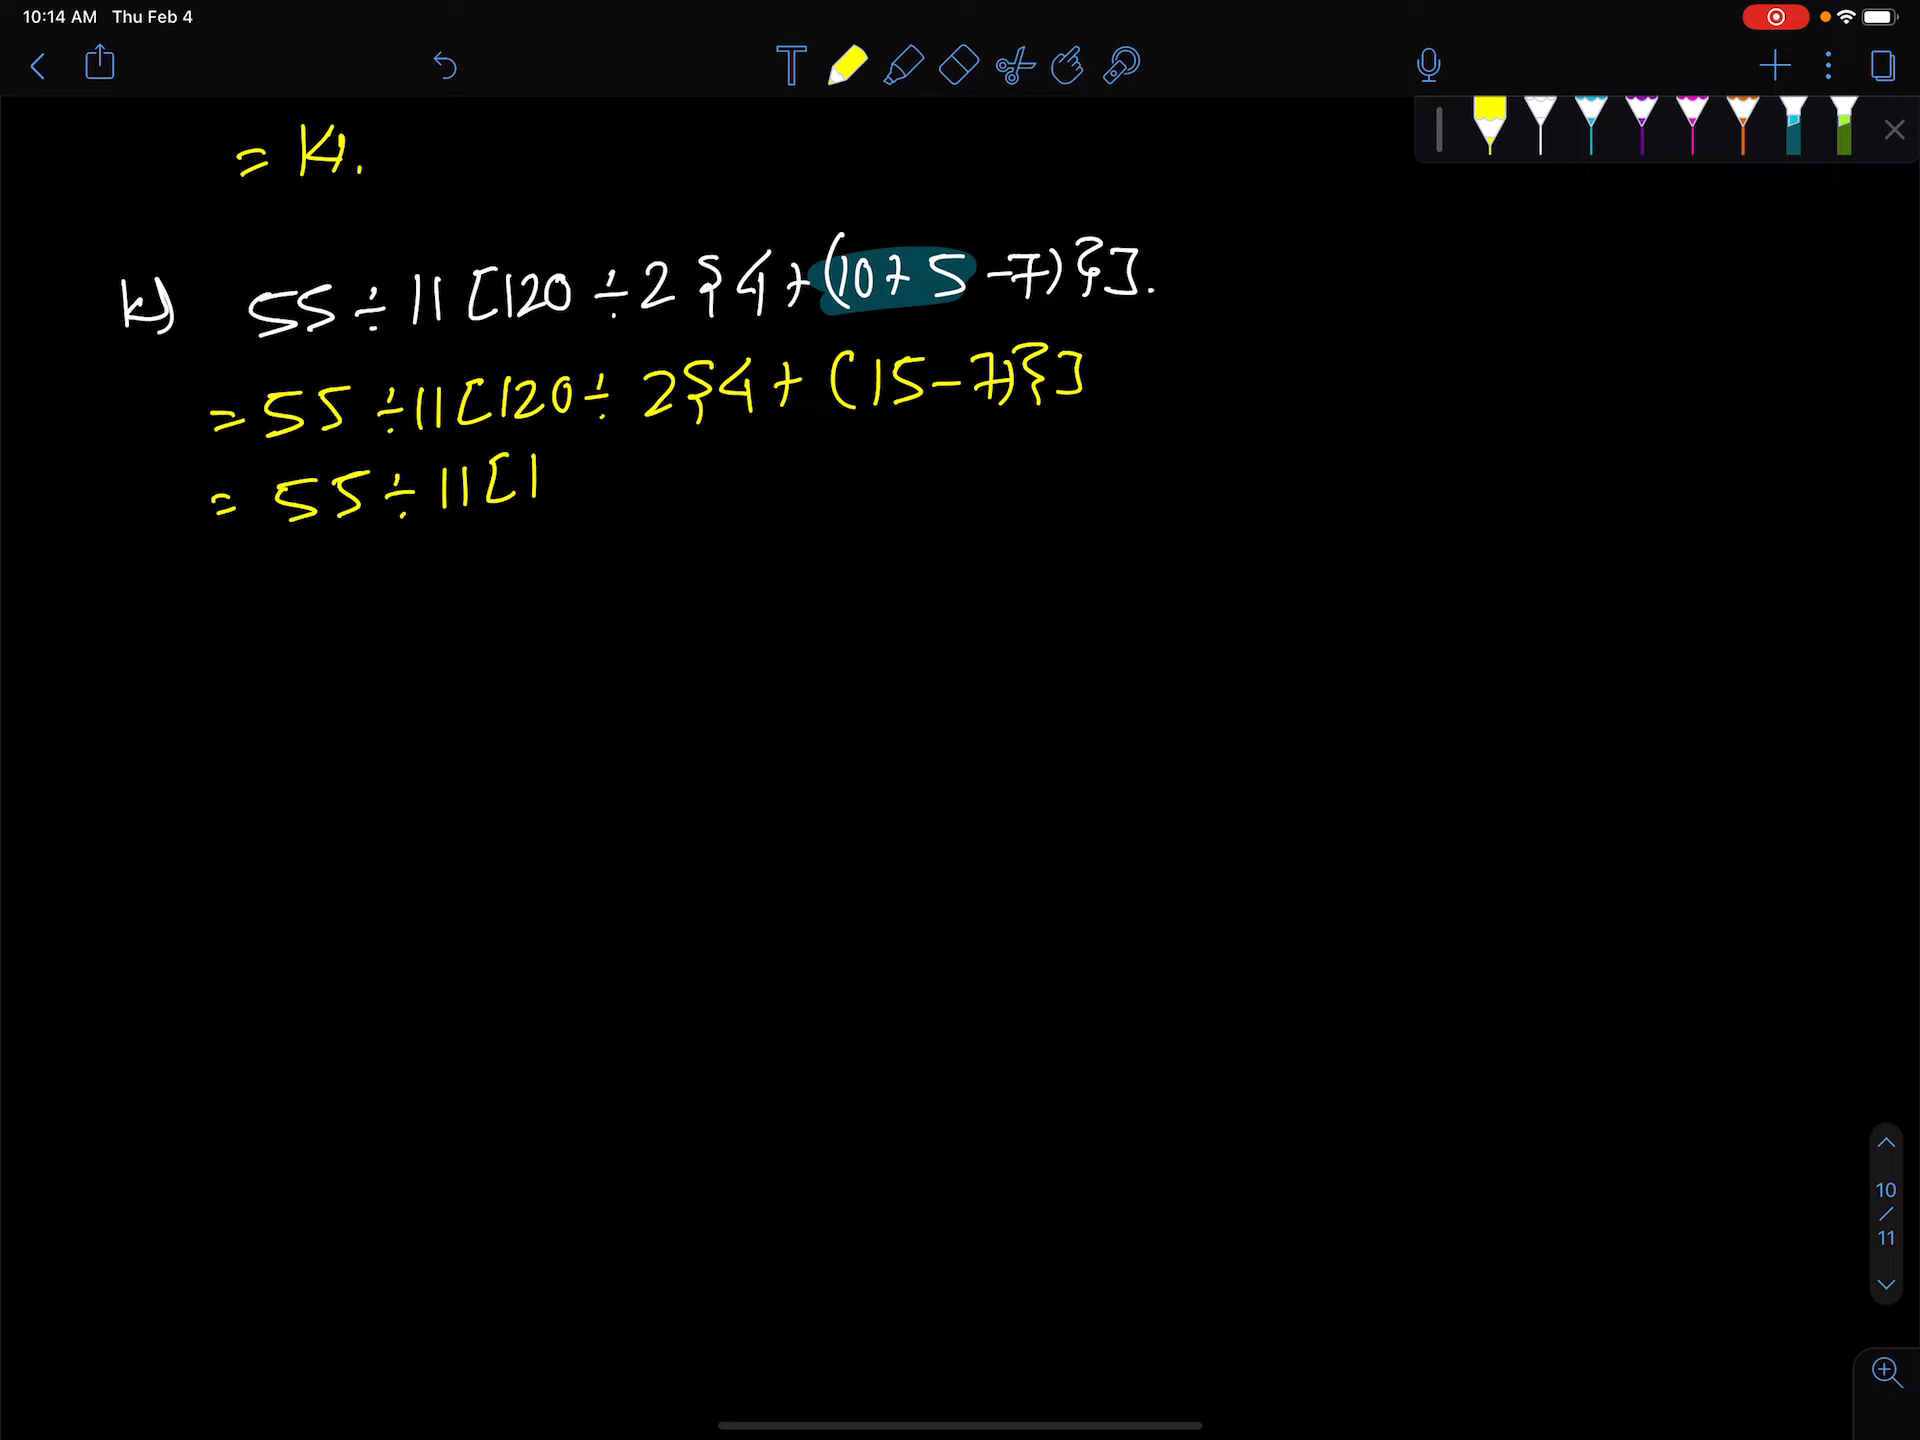 10:14 AM Thu Feb 4
= 14.
k) 55 ÷ 11 [120 ÷ 2 {4 + (10 + 5 - 7)}].
= 55 ÷ 11 [120 ÷ 2 {4 + (15 - 7)}]
= 55 ÷ 11 [1
10
/
11